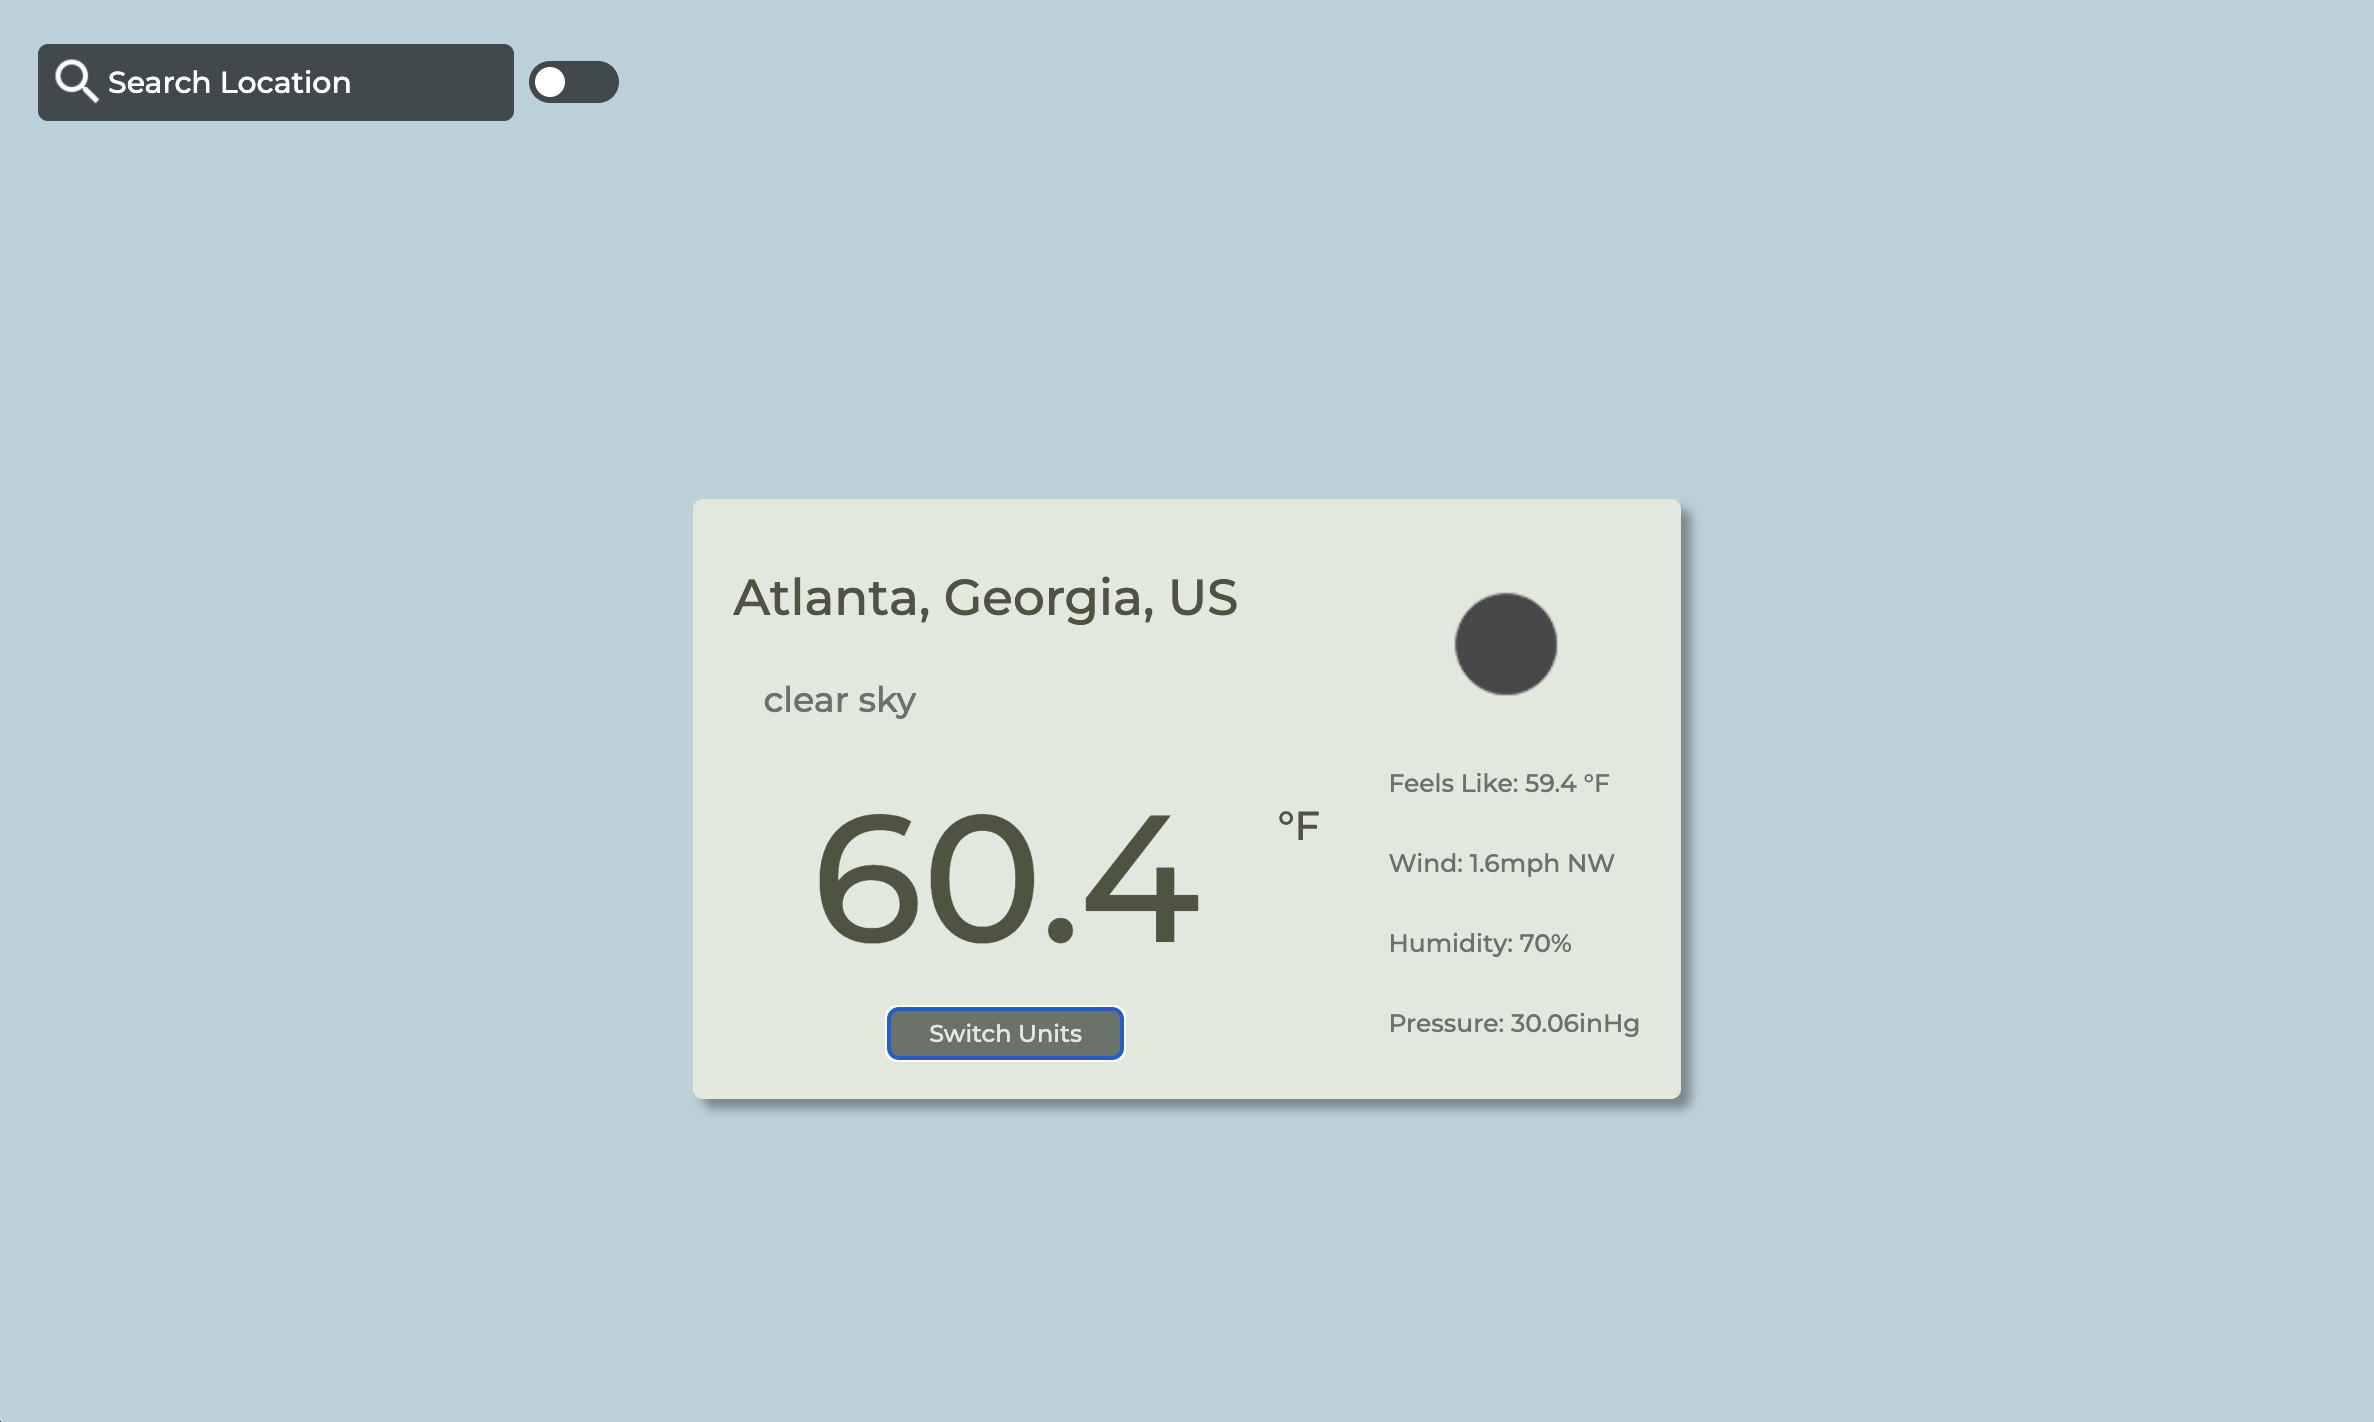 Search Location
Atlanta, Georgia, US
clear sky
60.4 °F
Switch Units
Feels Like: 59.4 °F
Wind: 1.6mph NW
Humidity: 70%
Pressure: 30.06inHg